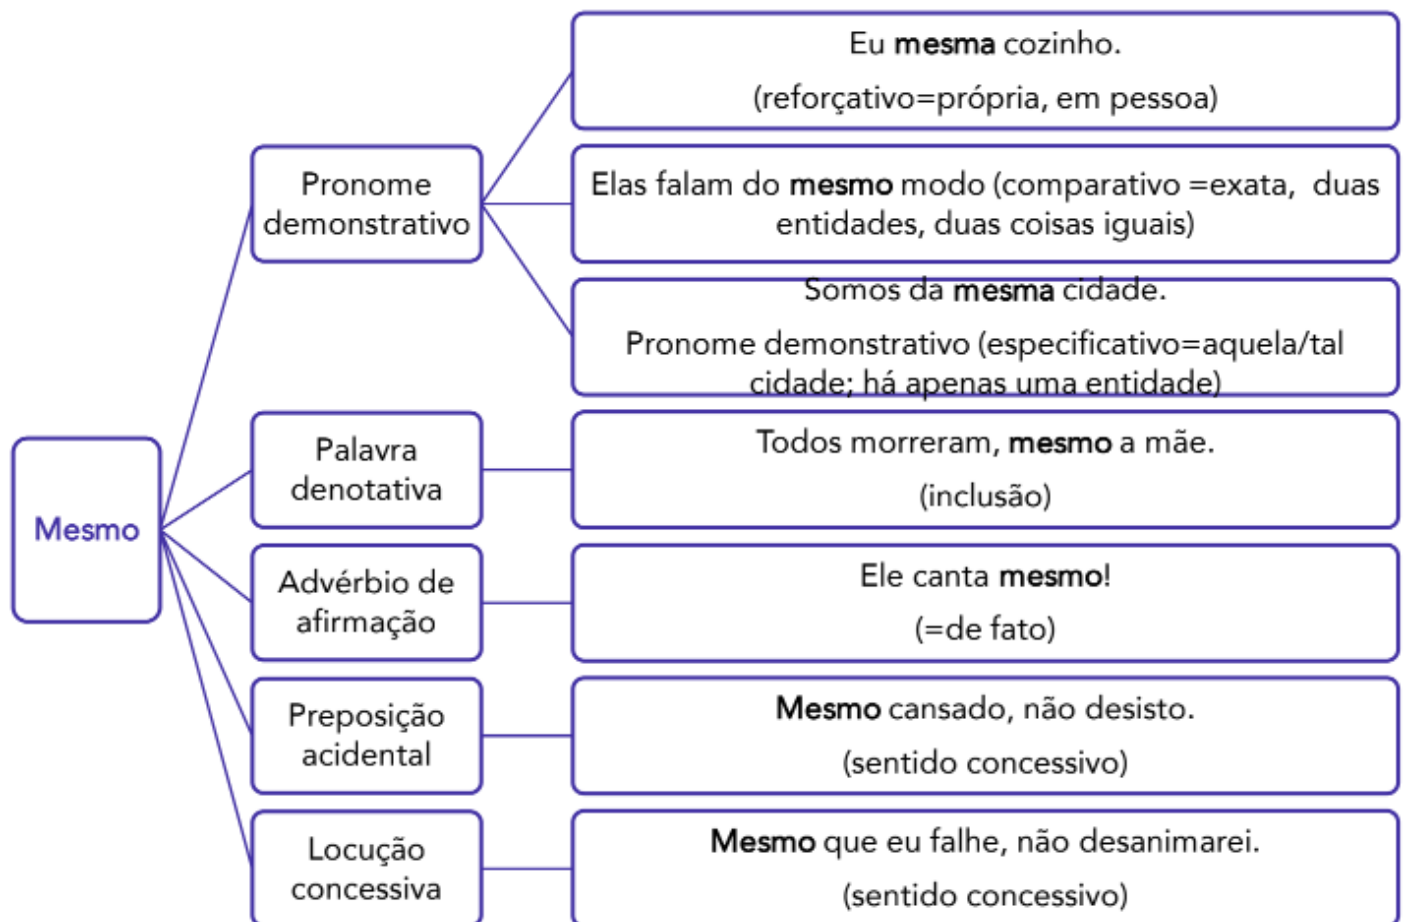 Mesmo
Pronome
demonstrativo
Eu mesma cozinho.
(reforçativo=própria, em pessoa)
Elas falam do mesmo modo (comparativo =exata, duas
entidades, duas coisas iguais)
Somos da mesma cidade.
Pronome demonstrativo (especificativo=aquela/tal
cidade; há apenas uma entidade)
Palavra
denotativa
Todos morreram, mesmo a mãe.
(inclusão)
Advérbio de
afirmação
Ele canta mesmo!
(=de fato)
Preposição
acidental
Mesmo cansado, não desisto.
(sentido concessivo)
Locução
concessiva
Mesmo que eu falhe, não desanimarei.
(sentido concessivo)